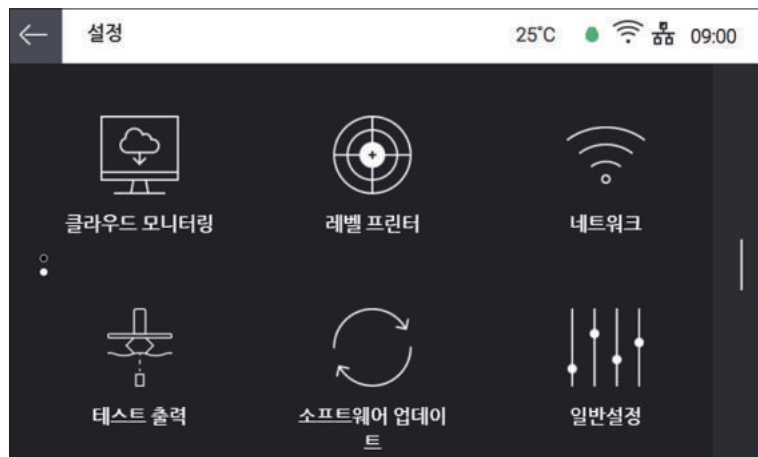 설정
25°C
09:00
클라우드 모니터링
레벨 프린터
네트워크
테스트 출력
소프트웨어 업데이
트
일반설정